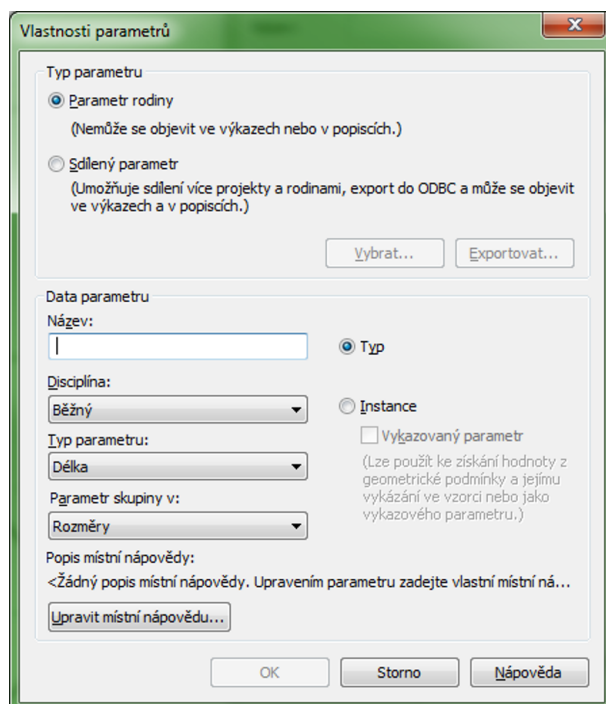 Vlastnosti parametrů
Typ parametru
Parametr rodiny
(Nemůže se objevit ve výkazech nebo v popiscích.)
Sdílený parametr
(Umožňuje sdílení více projekty a rodinami, export do ODBC a může se objevit
ve výkazech a v popiscích.)
Vybrat...
Exportovat...
Data parametru
Název:
Typ
Disciplína:
Běžný
Instance
Vykazovaný parametr
Typ parametru:
Délka
(Lze použít ke získání hodnoty z
geometrické podmínky a jejímu
vykázání ve vzorci nebo jako
vykazového parametru.)
Parametr skupiny v:
Rozměry
Popis místní nápovědy:
<Žádný popis místní nápovědy. Upravením parametru zadejte vlastní místní ná...
Upravit místní nápovědu...
OK
Storno
Nápověda